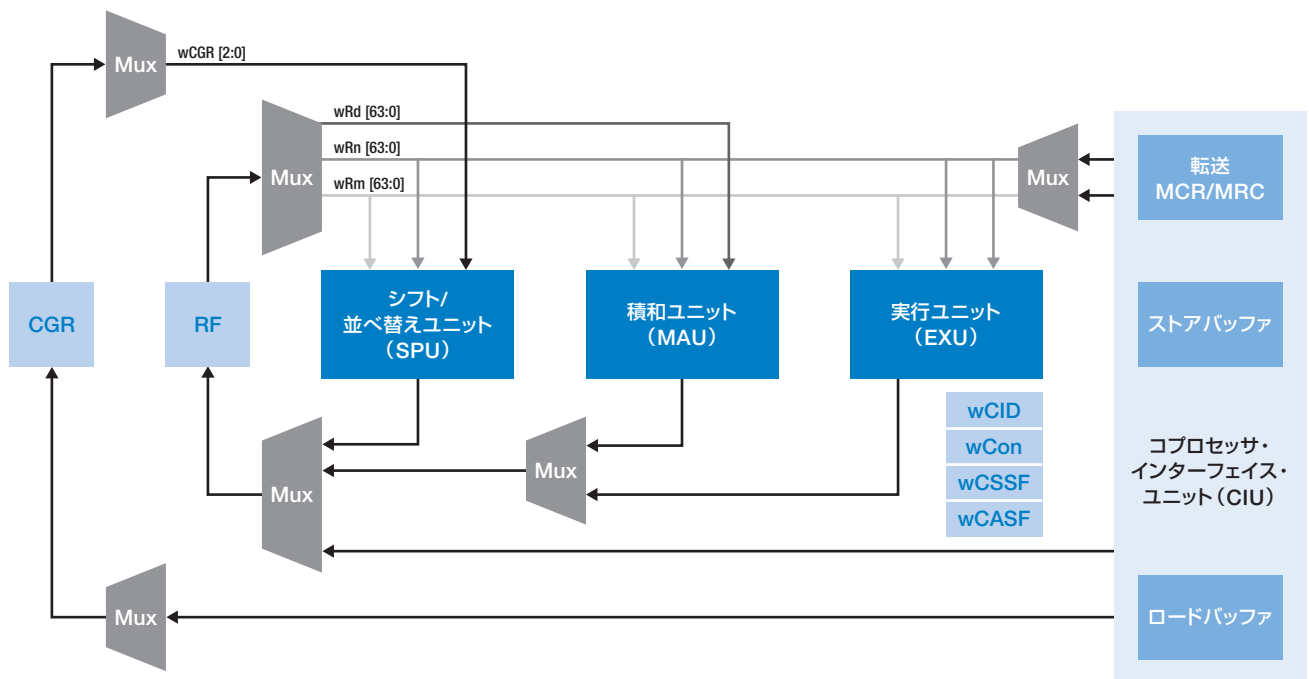 Mux
wCGR [2:0]
wRd [63:0]
wRn [63:0]
wRm [63:0]
Mux
Mux
転送
MCR/MRC
CGR
RF
シフト/
並べ替えユニット
（SPU）
積和ユニット
（MAU）
実行ユニット
（EXU）
ストアバッファ
wCID
wCon
wCSSF
wCASF
Mux
Mux
コプロセッサ・
インターフェイス・
ユニット（CIU）
Mux
ロードバッファ